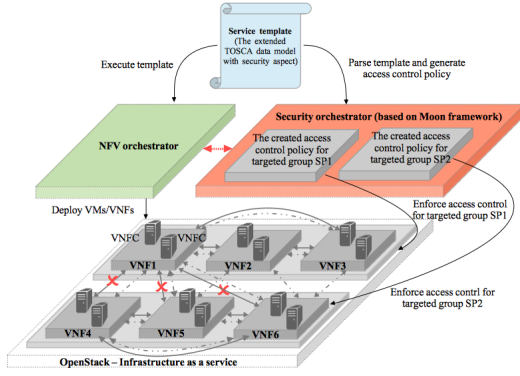 Service template
(The extended
TOSCA data model
with security aspect)
Execute template
Parse template and generate
access control policy
Security orchestrator (based on Moon framework)
NFV orchestrator
The created access
control policy for
targeted group SP1
The created access
control policy for
targeted group SP2
Deploy VMs/VNFs
Enforce access control
for targeted group SP1
VNFC
VNFC
VNF1
VNF2
VNF3
Enforce access contrl for
targeted group SP2
VNF4
VNF5
VNF6
OpenStack – Infrastructure as a service